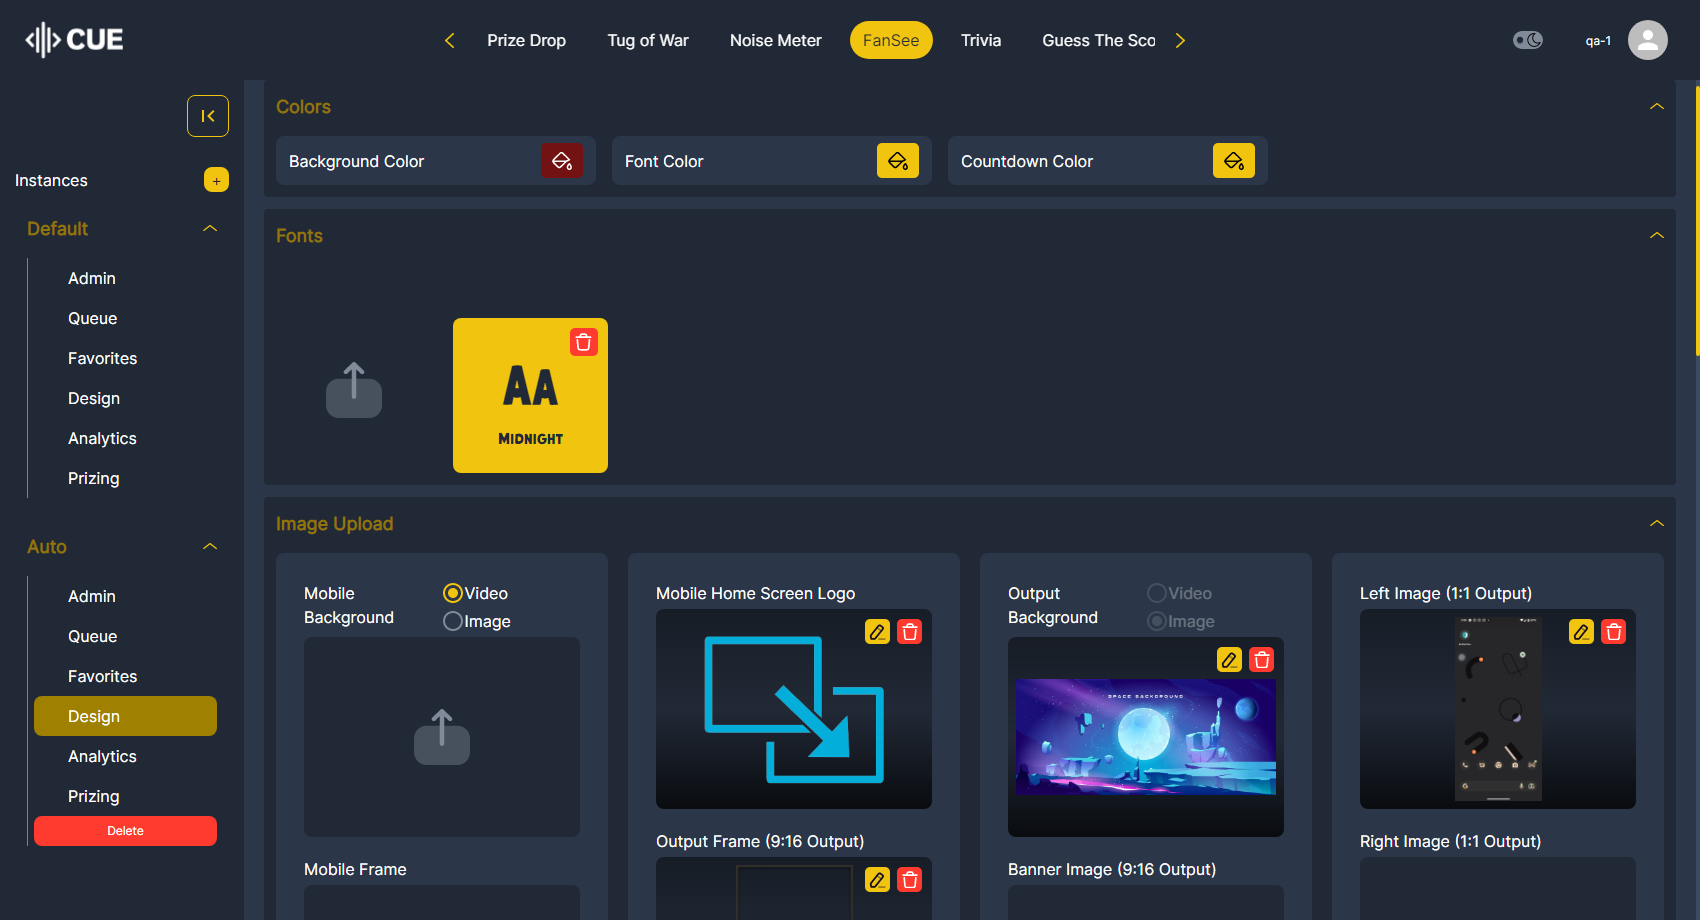 CUE
Prize Drop
Tug of War
Noise Meter
FanSee
Trivia
Guess The Sco
qa-1
Instances
+
Default
Admin
Queue
Favorites
Design
Analytics
Prizing
Auto
Admin
Queue
Favorites
Design
Analytics
Prizing
Delete
Colors
Background Color
Font Color
Countdown Color
Fonts
AA
MIDNIGHT
Image Upload
Mobile
Background
Video
Image
Mobile Home Screen Logo
Output
Background
Video
Image
SPACE BACKGROUND
Left Image (1:1 Output)
Mobile Frame
Output Frame (9:16 Output)
Banner Image (9:16 Output)
Right Image (1:1 Output)